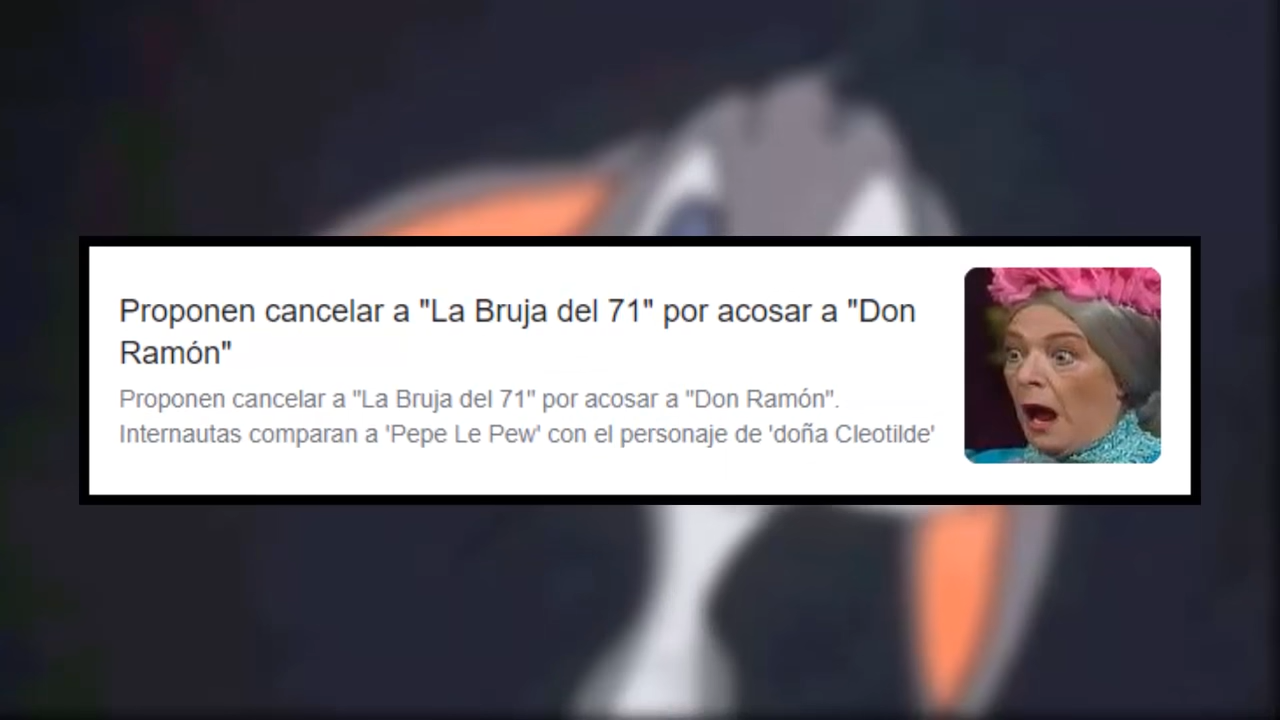 Proponen cancelar a "La Bruja del 71" por acosar a "Don
Ramón"
Proponen cancelar a "La Bruja del 71" por acosar a "Don Ramón".
Internautas comparan a 'Pepe Le Pew' con el personaje de 'doña Cleotilde'